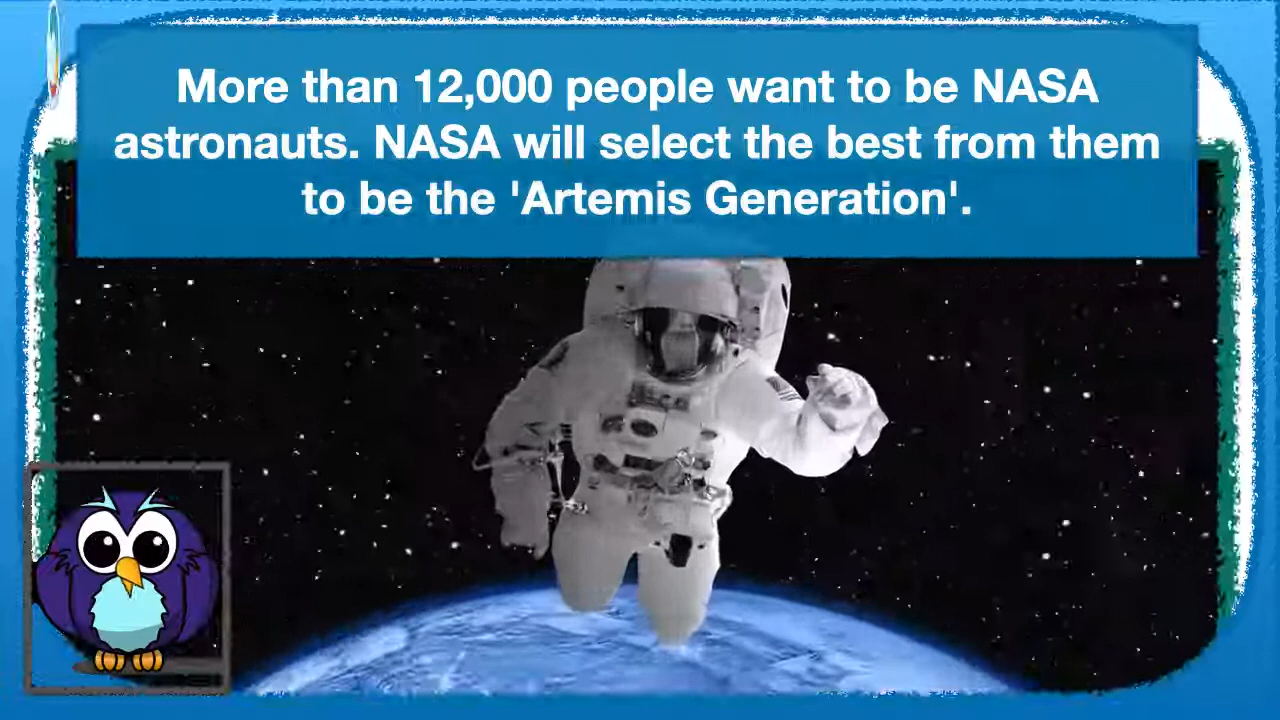 More than 12,000 people want to be NASA
astronauts. NASA will select the best from them
to be the 'Artemis Generation'.